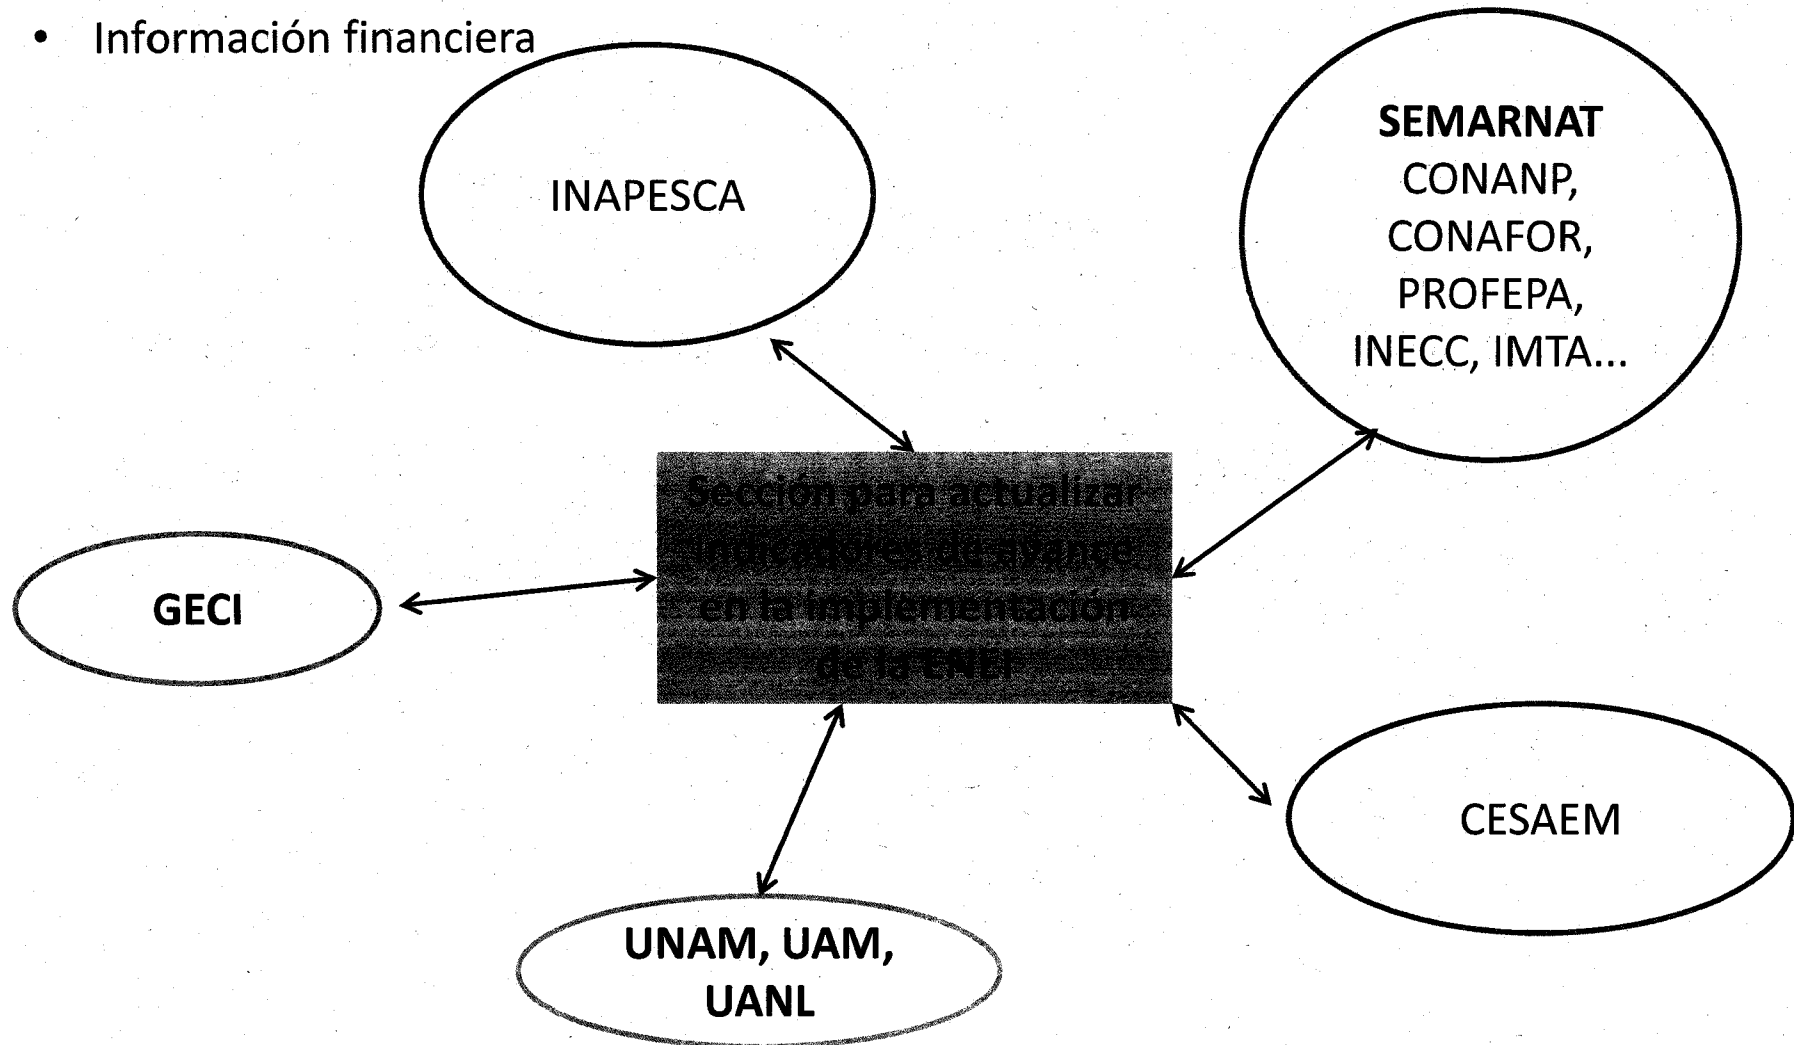 • Información financiera
INAPESCA
SEMARNAT
CONANP,
CONAFOR,
PROFEPA,
INECC, IMTA...
Sección para actualizar
indicadores de avance
en la implementación
de la ENEI
GECI
CESAEM
UNAM, UAM,
UANL